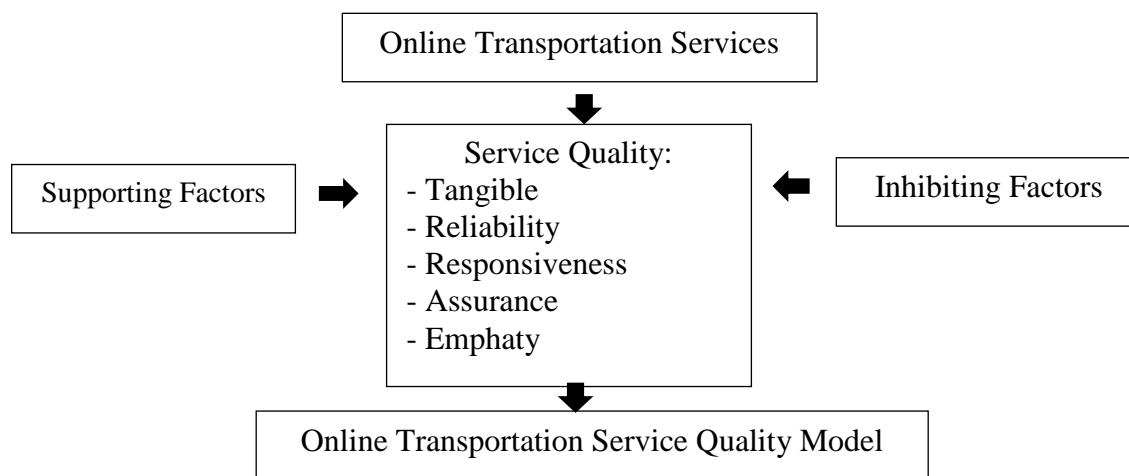 Online Transportation Services
Service Quality:
- Tangible
- Reliability
- Responsiveness
- Assurance
- Emphaty
Supporting Factors
Inhibiting Factors
Online Transportation Service Quality Model